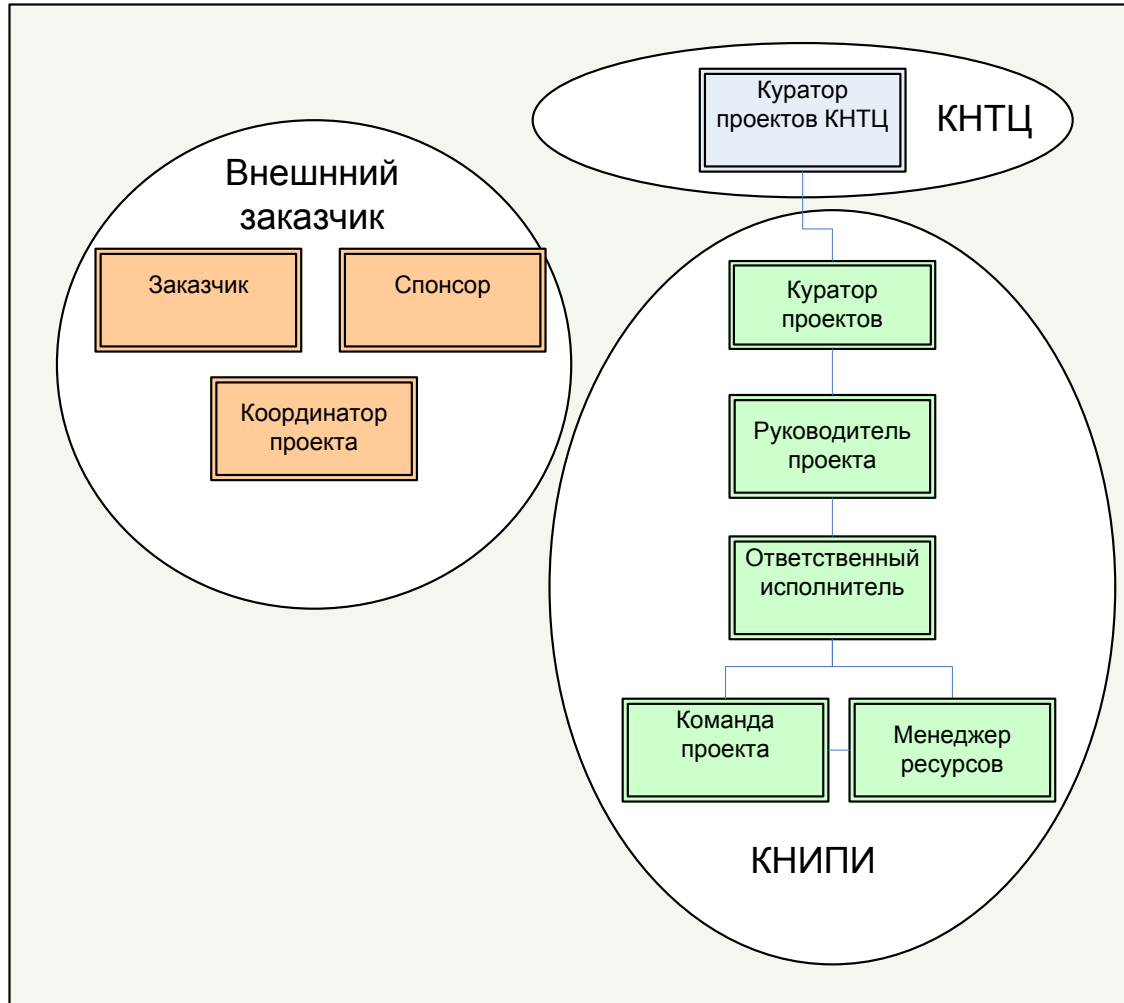 Куратор
проектов КНТЦ
КНТЦ
Внешнний
заказчик
Заказчик
Спонсор
Координатор
проекта
Куратор
проектов
Руководитель
проекта
Ответственный
исполнитель
Команда
проекта
Менеджер
ресурсов
КНИПИ